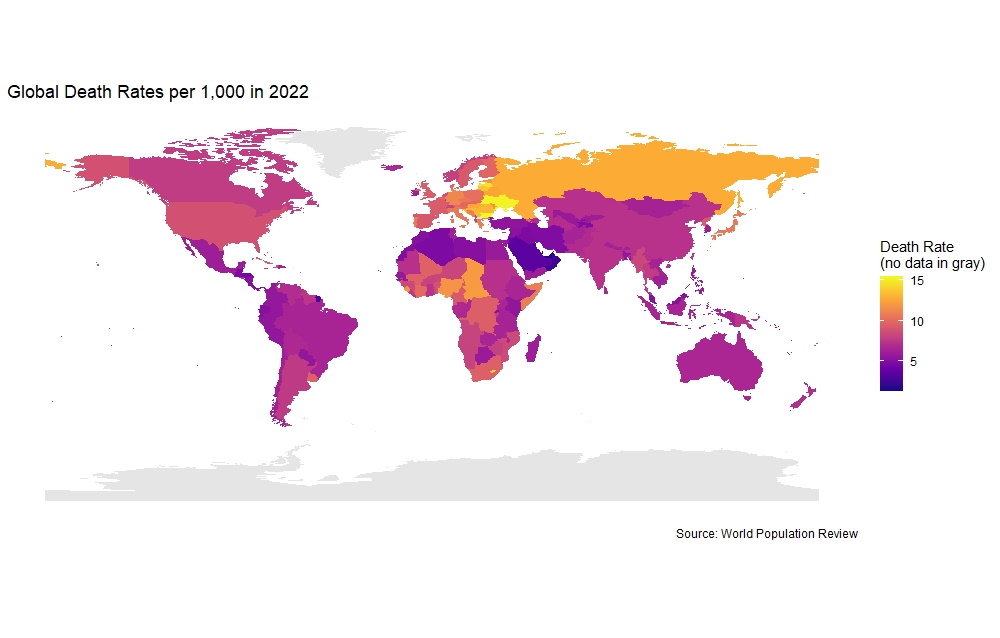 Global Death Rates per 1,000 in 2022
Death Rate
(no data in gray)
15
10
5
Source: World Population Review